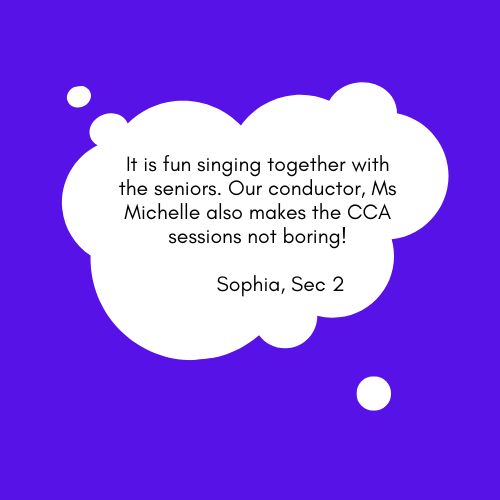 It is fun singing together with
the seniors. Our conductor, Ms
Michelle also makes the CCA
sessions not boring!
Sophia, Sec 2